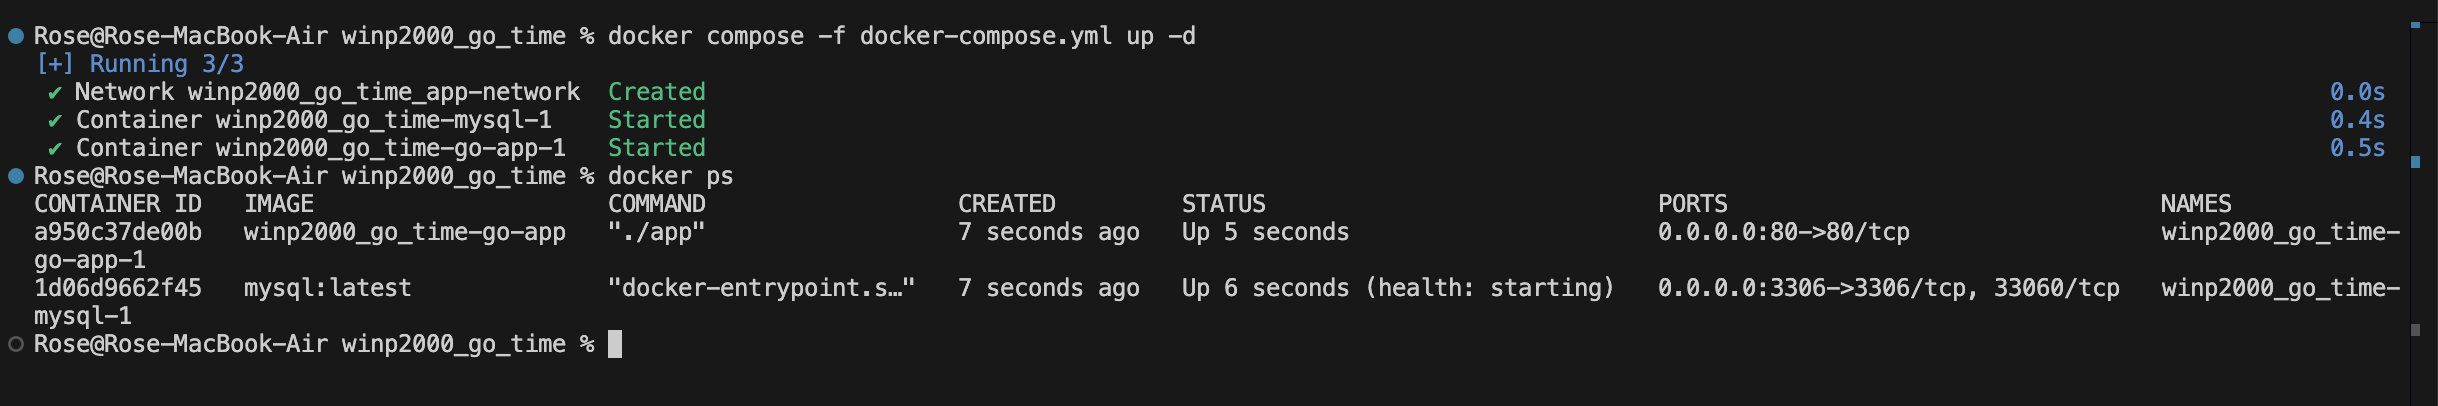 Rose@Rose-MacBook-Air winp2000_go_time % docker compose -f docker-compose.yml up -d
[+] Running 3/3
✔ Network winp2000_go_time_app-network Created 0.0s
✔ Container winp2000_go_time-mysql-1 Started 0.4s
✔ Container winp2000_go_time-go-app-1 Started 0.5s
Rose@Rose-MacBook-Air winp2000_go_time % docker ps
CONTAINER ID IMAGE COMMAND CREATED STATUS PORTS NAMES
a950c37de00b winp2000_go_time-go-app "./app" 7 seconds ago Up 5 seconds 0.0.0.0:80->80/tcp winp2000_go_time-
go-app-1
1d06d9662f45 mysql:latest "docker-entrypoint.s…" 7 seconds ago Up 6 seconds (health: starting) 0.0.0.0:3306->3306/tcp, 33060/tcp winp2000_go_time-
mysql-1
Rose@Rose-MacBook-Air winp2000_go_time %